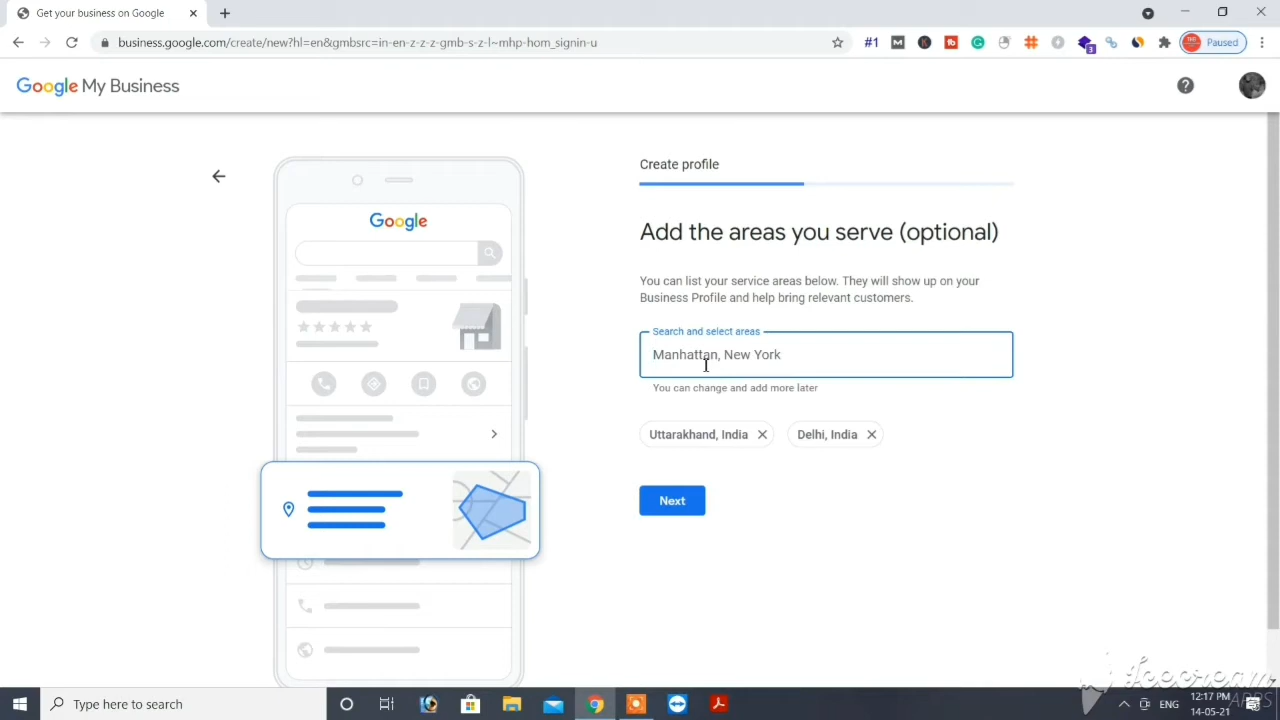 Get your business on Google
business.google.com/create/new?hl=en&gmbsrc=in-en-z-z-z-gmb-s-z-l~mhp-hom_signin-u
#1
3
Paused
Google My Business
Create profile
Google
Add the areas you serve (optional)
You can list your service areas below. They will show up on your
Business Profile and help bring relevant customers.
Search and select areas
Manhattan, New York
You can change and add more later
Uttarakhand, India
Delhi, India
Next
Icecream
APPS
Type here to search
ENG
12:17 PM
14-05-21